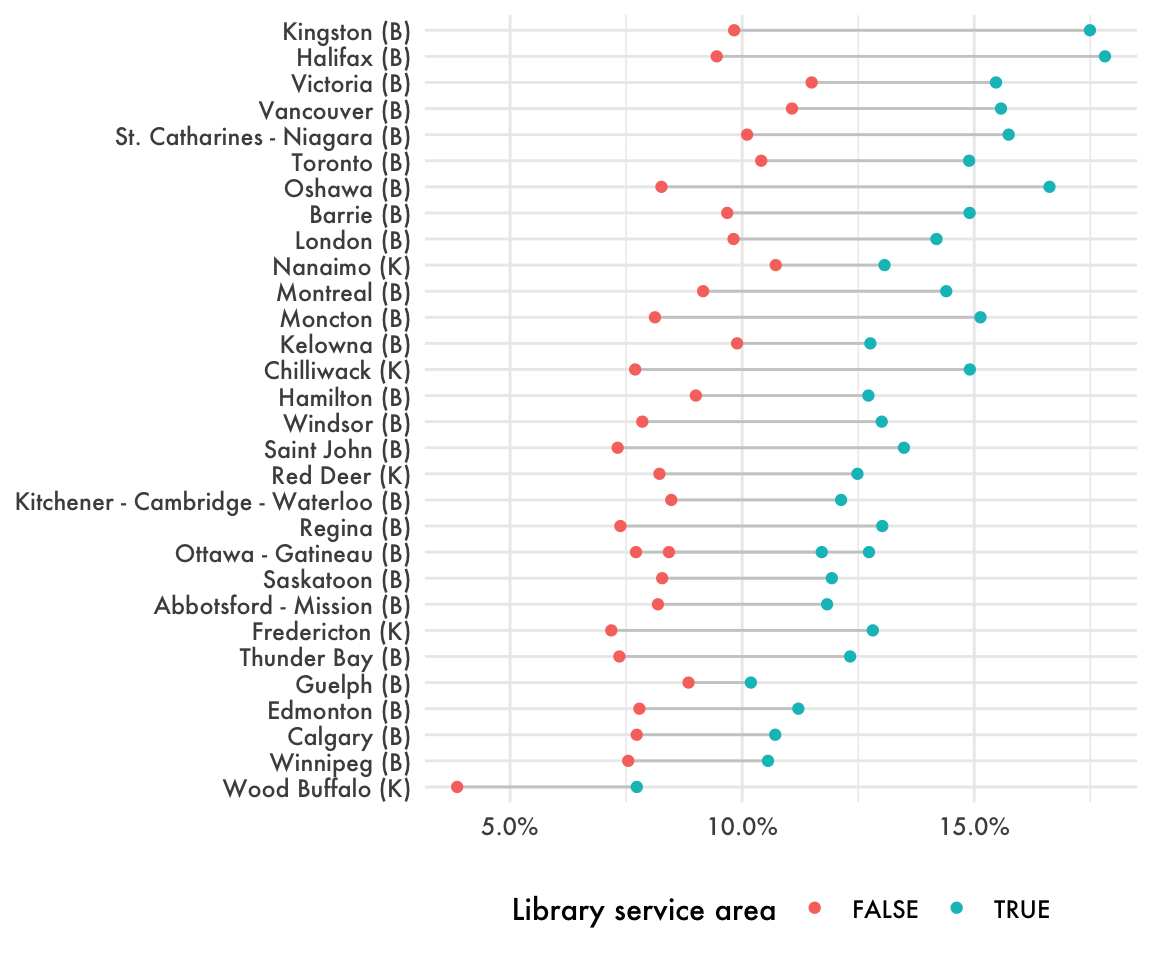 Kingston (B)
Halifax (B)
Victoria (B)
Vancouver (B)
St. Catharines - Niagara (B)
Toronto (B)
Oshawa (B)
Barrie (B)
London (B)
Nanaimo (K)
Montreal (B)
Moncton (B)
Kelowna (B)
Chilliwack (K)
Hamilton (B)
Windsor (B)
Saint John (B)
Red Deer (K)
Kitchener - Cambridge - Waterloo (B)
Regina (B)
Ottawa - Gatineau (B)
Saskatoon (B)
Abbotsford - Mission (B)
Fredericton (K)
Thunder Bay (B)
Guelph (B)
Edmonton (B)
Calgary (B)
Winnipeg (B)
Wood Buffalo (K)
5.0% 10.0% 15.0%
Library service area FALSE TRUE